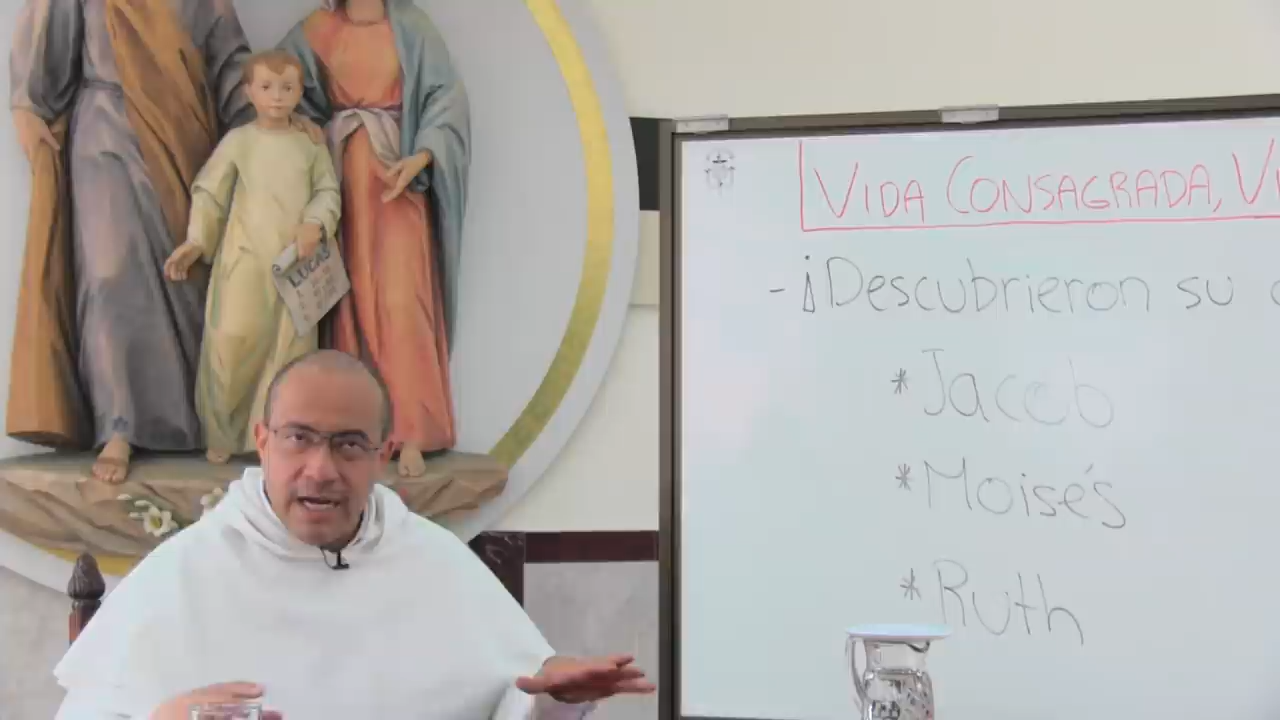 LUCAS
VIDA CONSAGRADA,
- ¡Descubrieron su
* Jacob
* Moisés
* Ruth